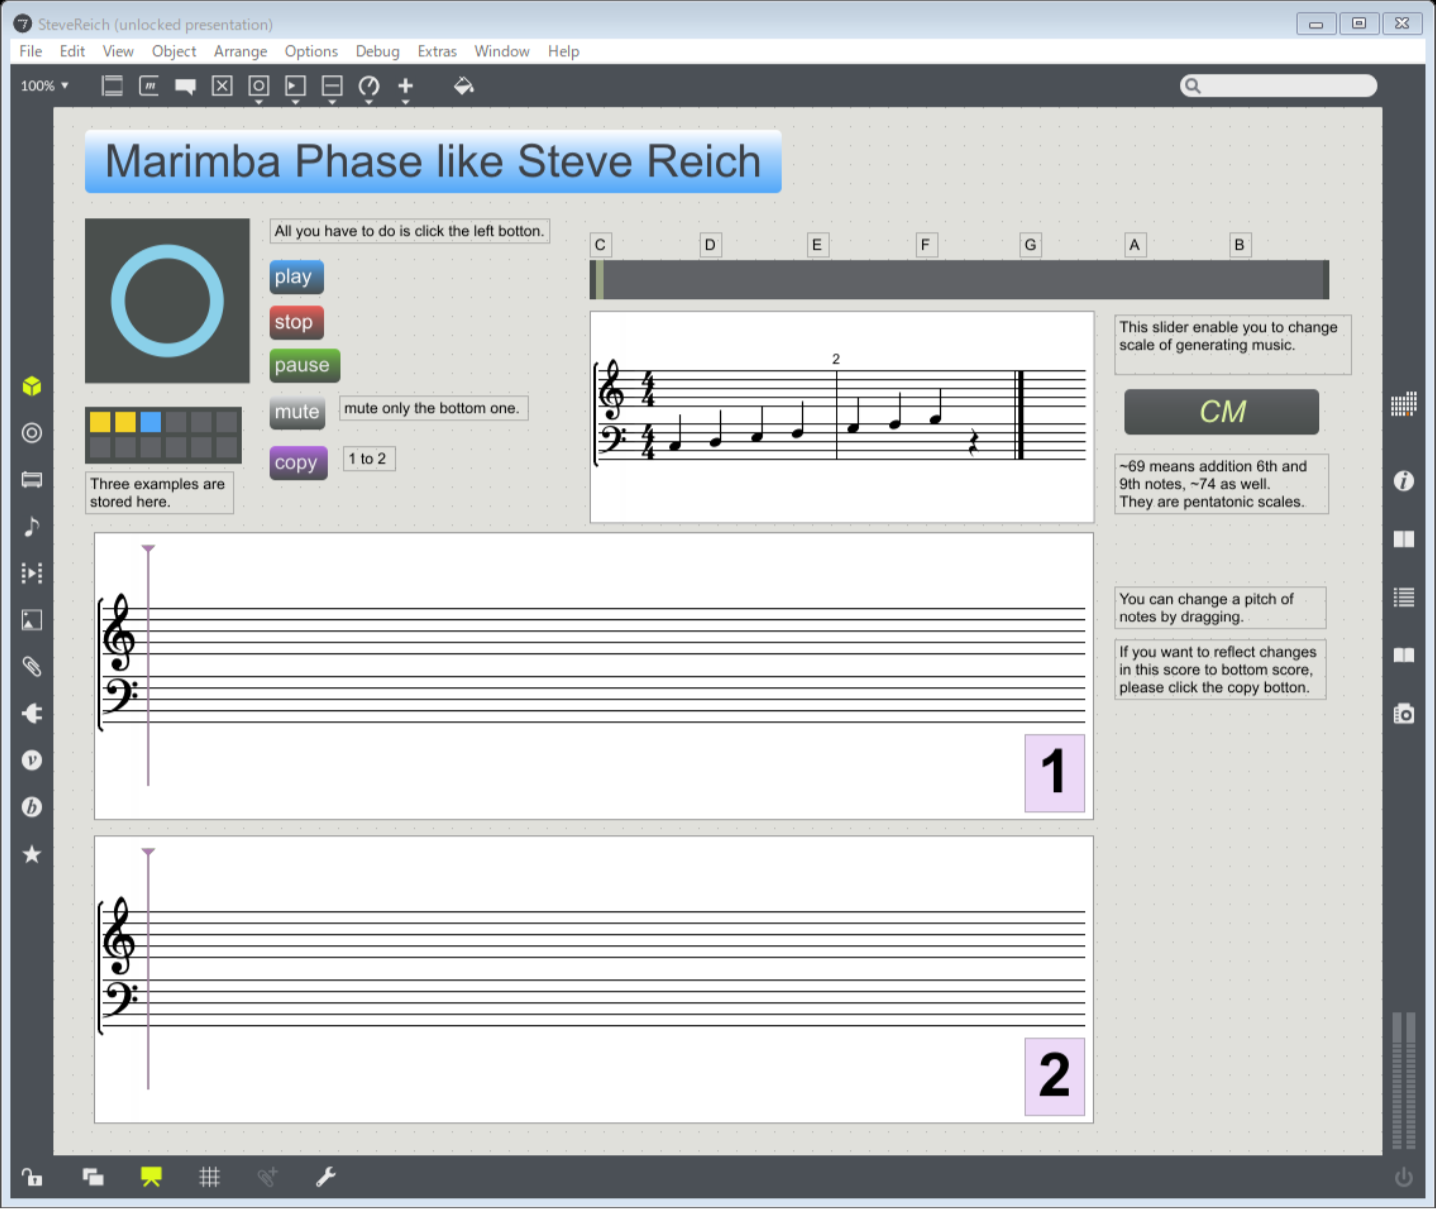 SteveReich (unlocked presentation)
File Edit View Object Arrange Options Debug Extras Window Help
100%
m
Marimba Phase like Steve Reich
All you have to do is click the left botton.
play
stop
pause
mute
mute only the bottom one.
copy
1 to 2
Three examples are
stored here.
C D E F G A B
2
4
4
4
4
This slider enable you to change
scale of generating music.
CM
~69 means addition 6th and
9th notes, ~74 as well.
They are pentatonic scales.
You can change a pitch of
notes by dragging.
If you want to reflect changes
in this score to bottom score,
please click the copy botton.
1
2
v
b
i